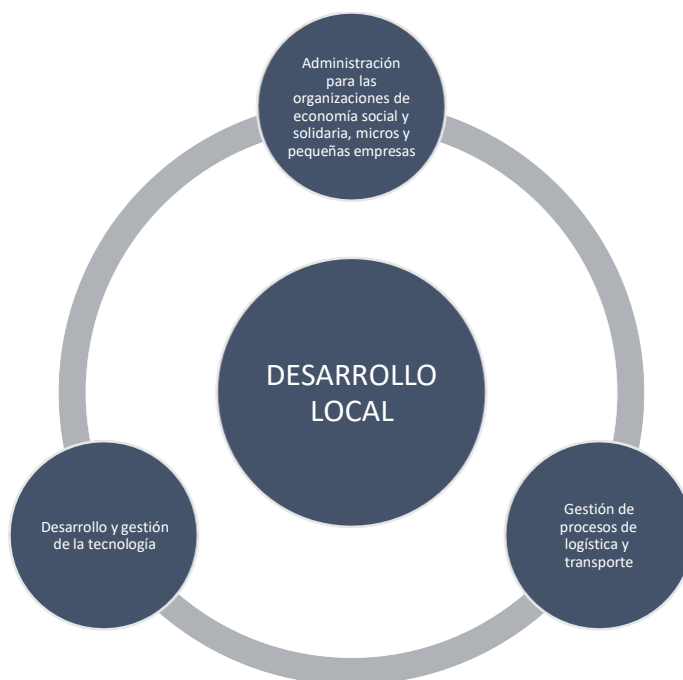 Administración
para las
organizaciones de
economía social y
solidaria, micros y
pequeñas empresas
DESARROLLO
LOCAL
Desarrollo y gestión
de la tecnología
Gestión de
procesos de
logística y
transporte